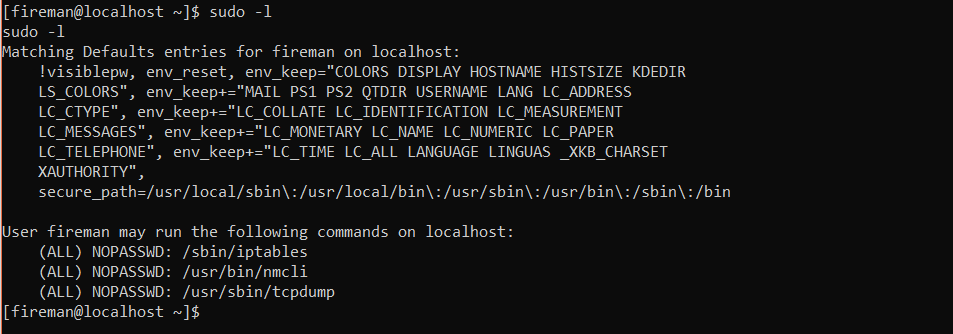 [fireman@localhost ~]$ sudo -l
sudo -l
Matching Defaults entries for fireman on localhost:
    !visiblepw, env_reset, env_keep="COLORS DISPLAY HOSTNAME HISTSIZE KDEDIR
    LS_COLORS", env_keep+="MAIL PS1 PS2 QTDIR USERNAME LANG LC_ADDRESS
    LC_CTYPE", env_keep+="LC_COLLATE LC_IDENTIFICATION LC_MEASUREMENT
    LC_MESSAGES", env_keep+="LC_MONETARY LC_NAME LC_NUMERIC LC_PAPER
    LC_TELEPHONE", env_keep+="LC_TIME LC_ALL LANGUAGE LINGUAS _XKB_CHARSET
    XAUTHORITY",
    secure_path=/usr/local/sbin\:/usr/local/bin\:/usr/sbin\:/usr/bin\:/sbin\:/bin

User fireman may run the following commands on localhost:
    (ALL) NOPASSWD: /sbin/iptables
    (ALL) NOPASSWD: /usr/bin/nmcli
    (ALL) NOPASSWD: /usr/sbin/tcpdump
[fireman@localhost ~]$